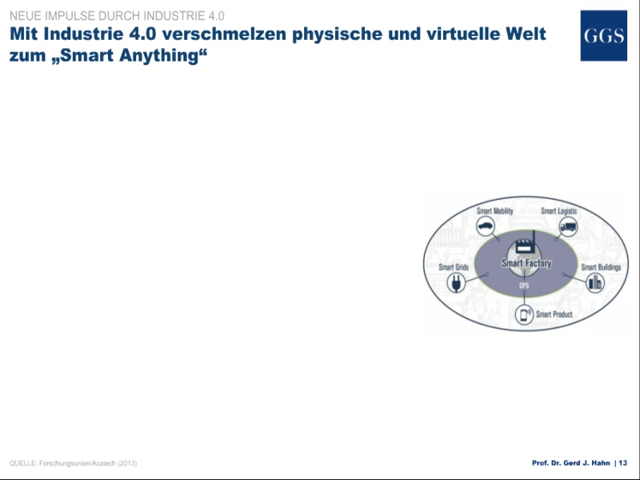 NEUE IMPULSE DURCH INDUSTRIE 4.0
Mit Industrie 4.0 verschmelzen physische und virtuelle Welt
zum „Smart Anything“
GGS
Smart Mobility
Smart Logistic
Smart Factory
Smart Grids
Smart Buildings
CPS
Smart Product
QUELLE: Forschungsunion/Acatech (2013)
Prof. Dr. Gerd J. Hahn | 13